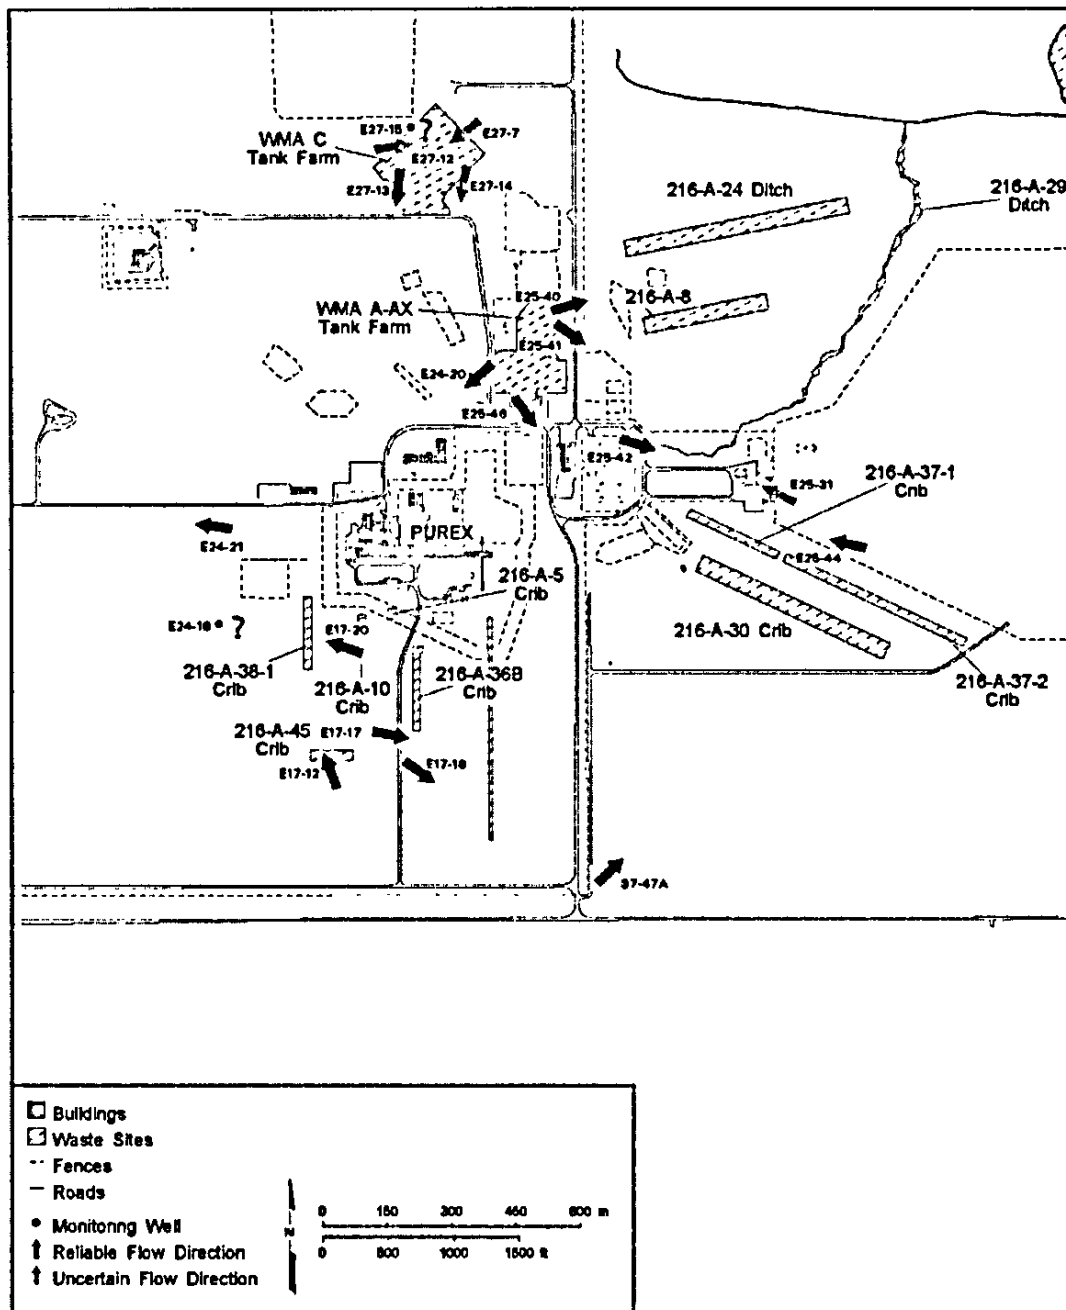 E27-15
?
E27-7
WMA C
Tank Farm
E27-12
E27-13
E27-14
216-A-24 Ditch
216-A-29
Ditch
E25-40
216-A-8
WMA A-AX
Tank Farm
E25-41
E24-20
E25-46
E25-42
E25-31
216-A-37-1
Crib
E24-21
PUREX
E25-44
216-A-5
Crib
E24-18
?
E17-20
216-A-30 Crib
216-A-38-1
Crib
216-A-10
Crib
216-A-36B
Crib
216-A-37-2
Crib
216-A-45
Crib
E17-17
E17-12
E17-18
37-47A
Buildings
Waste Sites
Fences
Roads
Monitoring Well
Reliable Flow Direction
Uncertain Flow Direction
N
0 150 300 450 600 m
0 500 1000 1500 ft